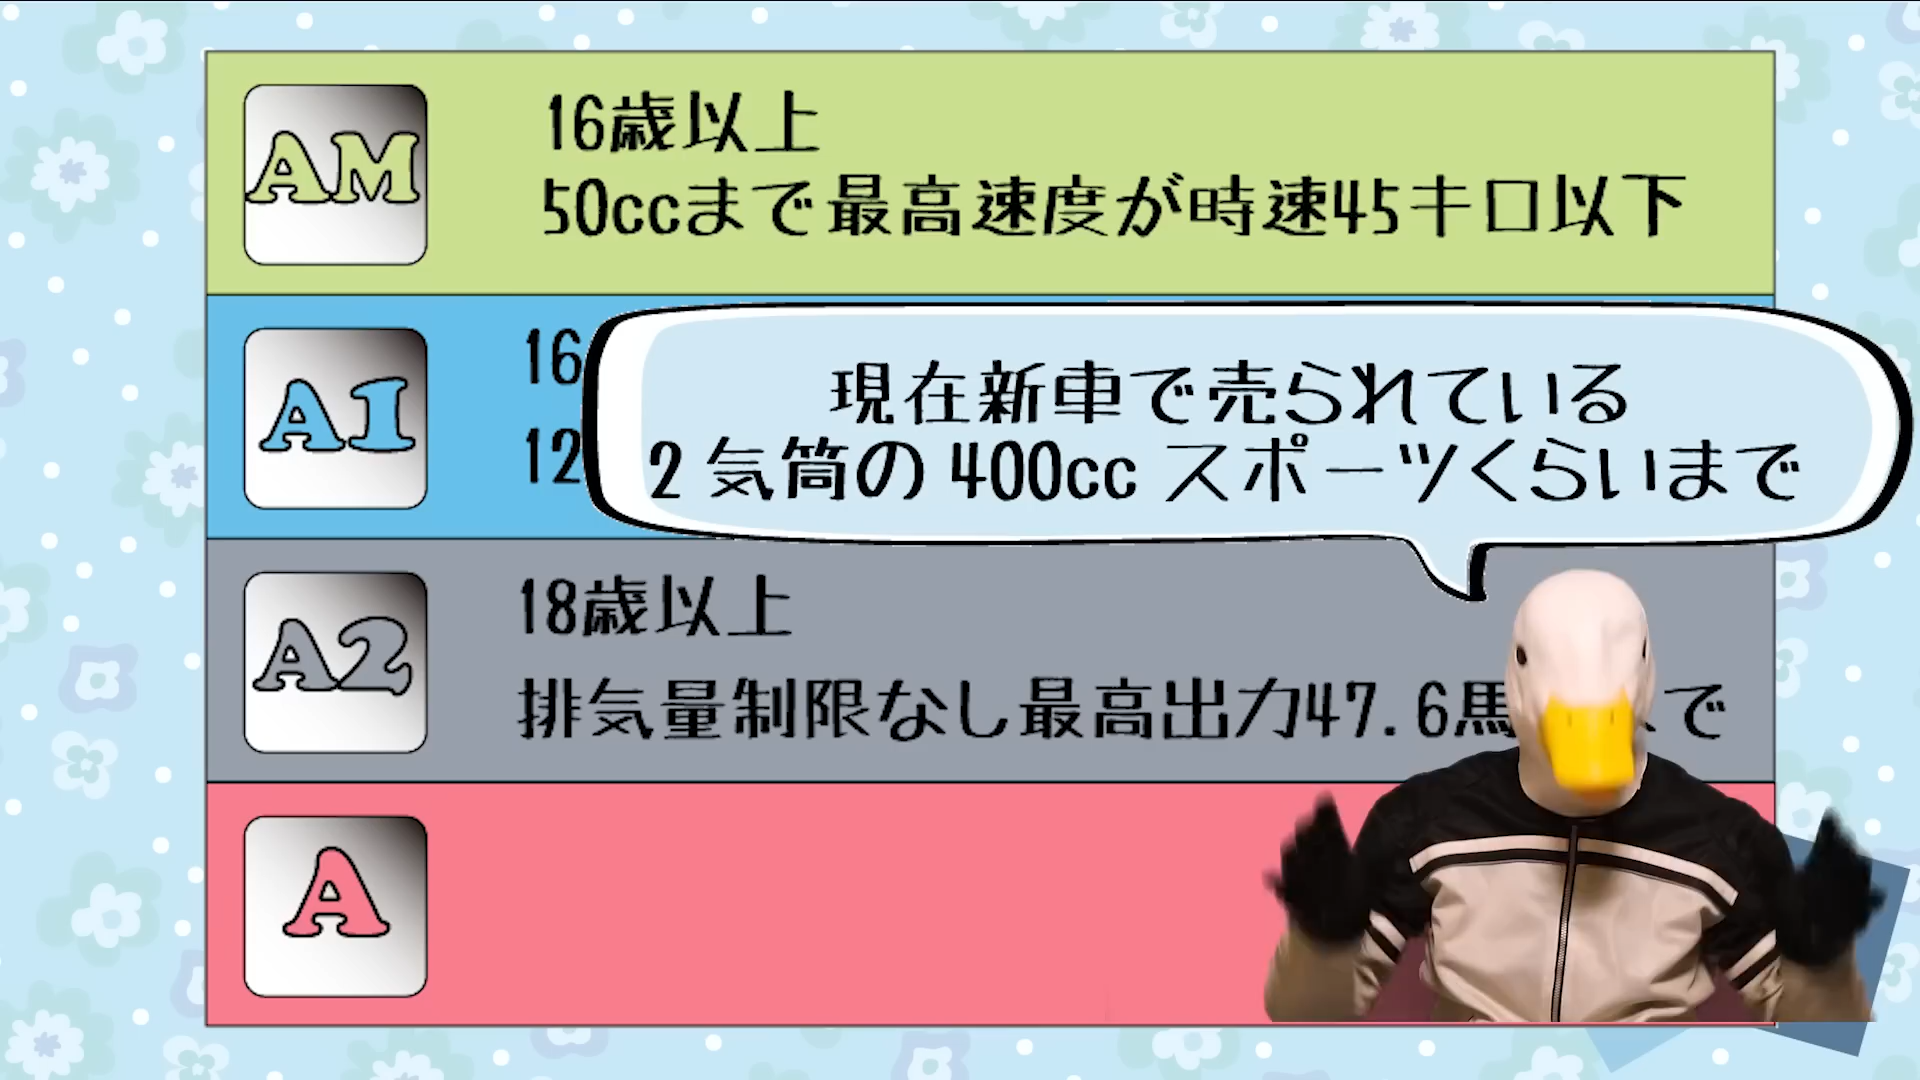 AM
16歳以上
50ccまで最高速度が時速45キロ以下
A1
16
12
現在新車で売られている
2気筒の400ccスポーツくらいまで
A2
18歳以上
排気量制限なし最高出力47.6馬 で
A